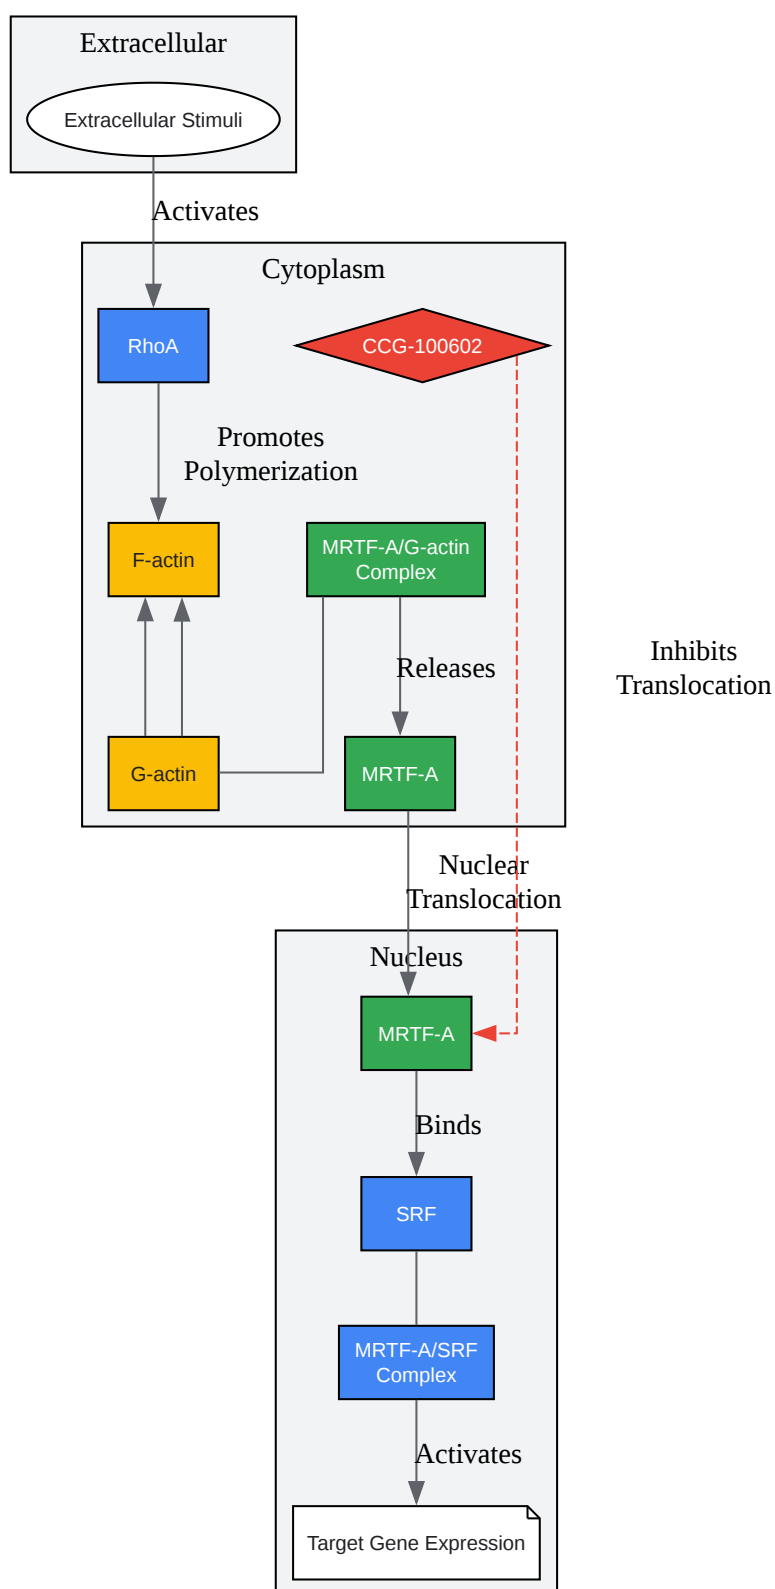 Extracellular
Extracellular Stimuli
Activates
Cytoplasm
RhoA
CCG-100602
Promotes
Polymerization
F-actin
MRTF-A/G-actin
Complex
Inhibits
Translocation
Releases
G-actin
MRTF-A
Nuclear
Translocation
Nucleus
MRTF-A
Binds
SRF
MRTF-A/SRF
Complex
Activates
Target Gene Expression